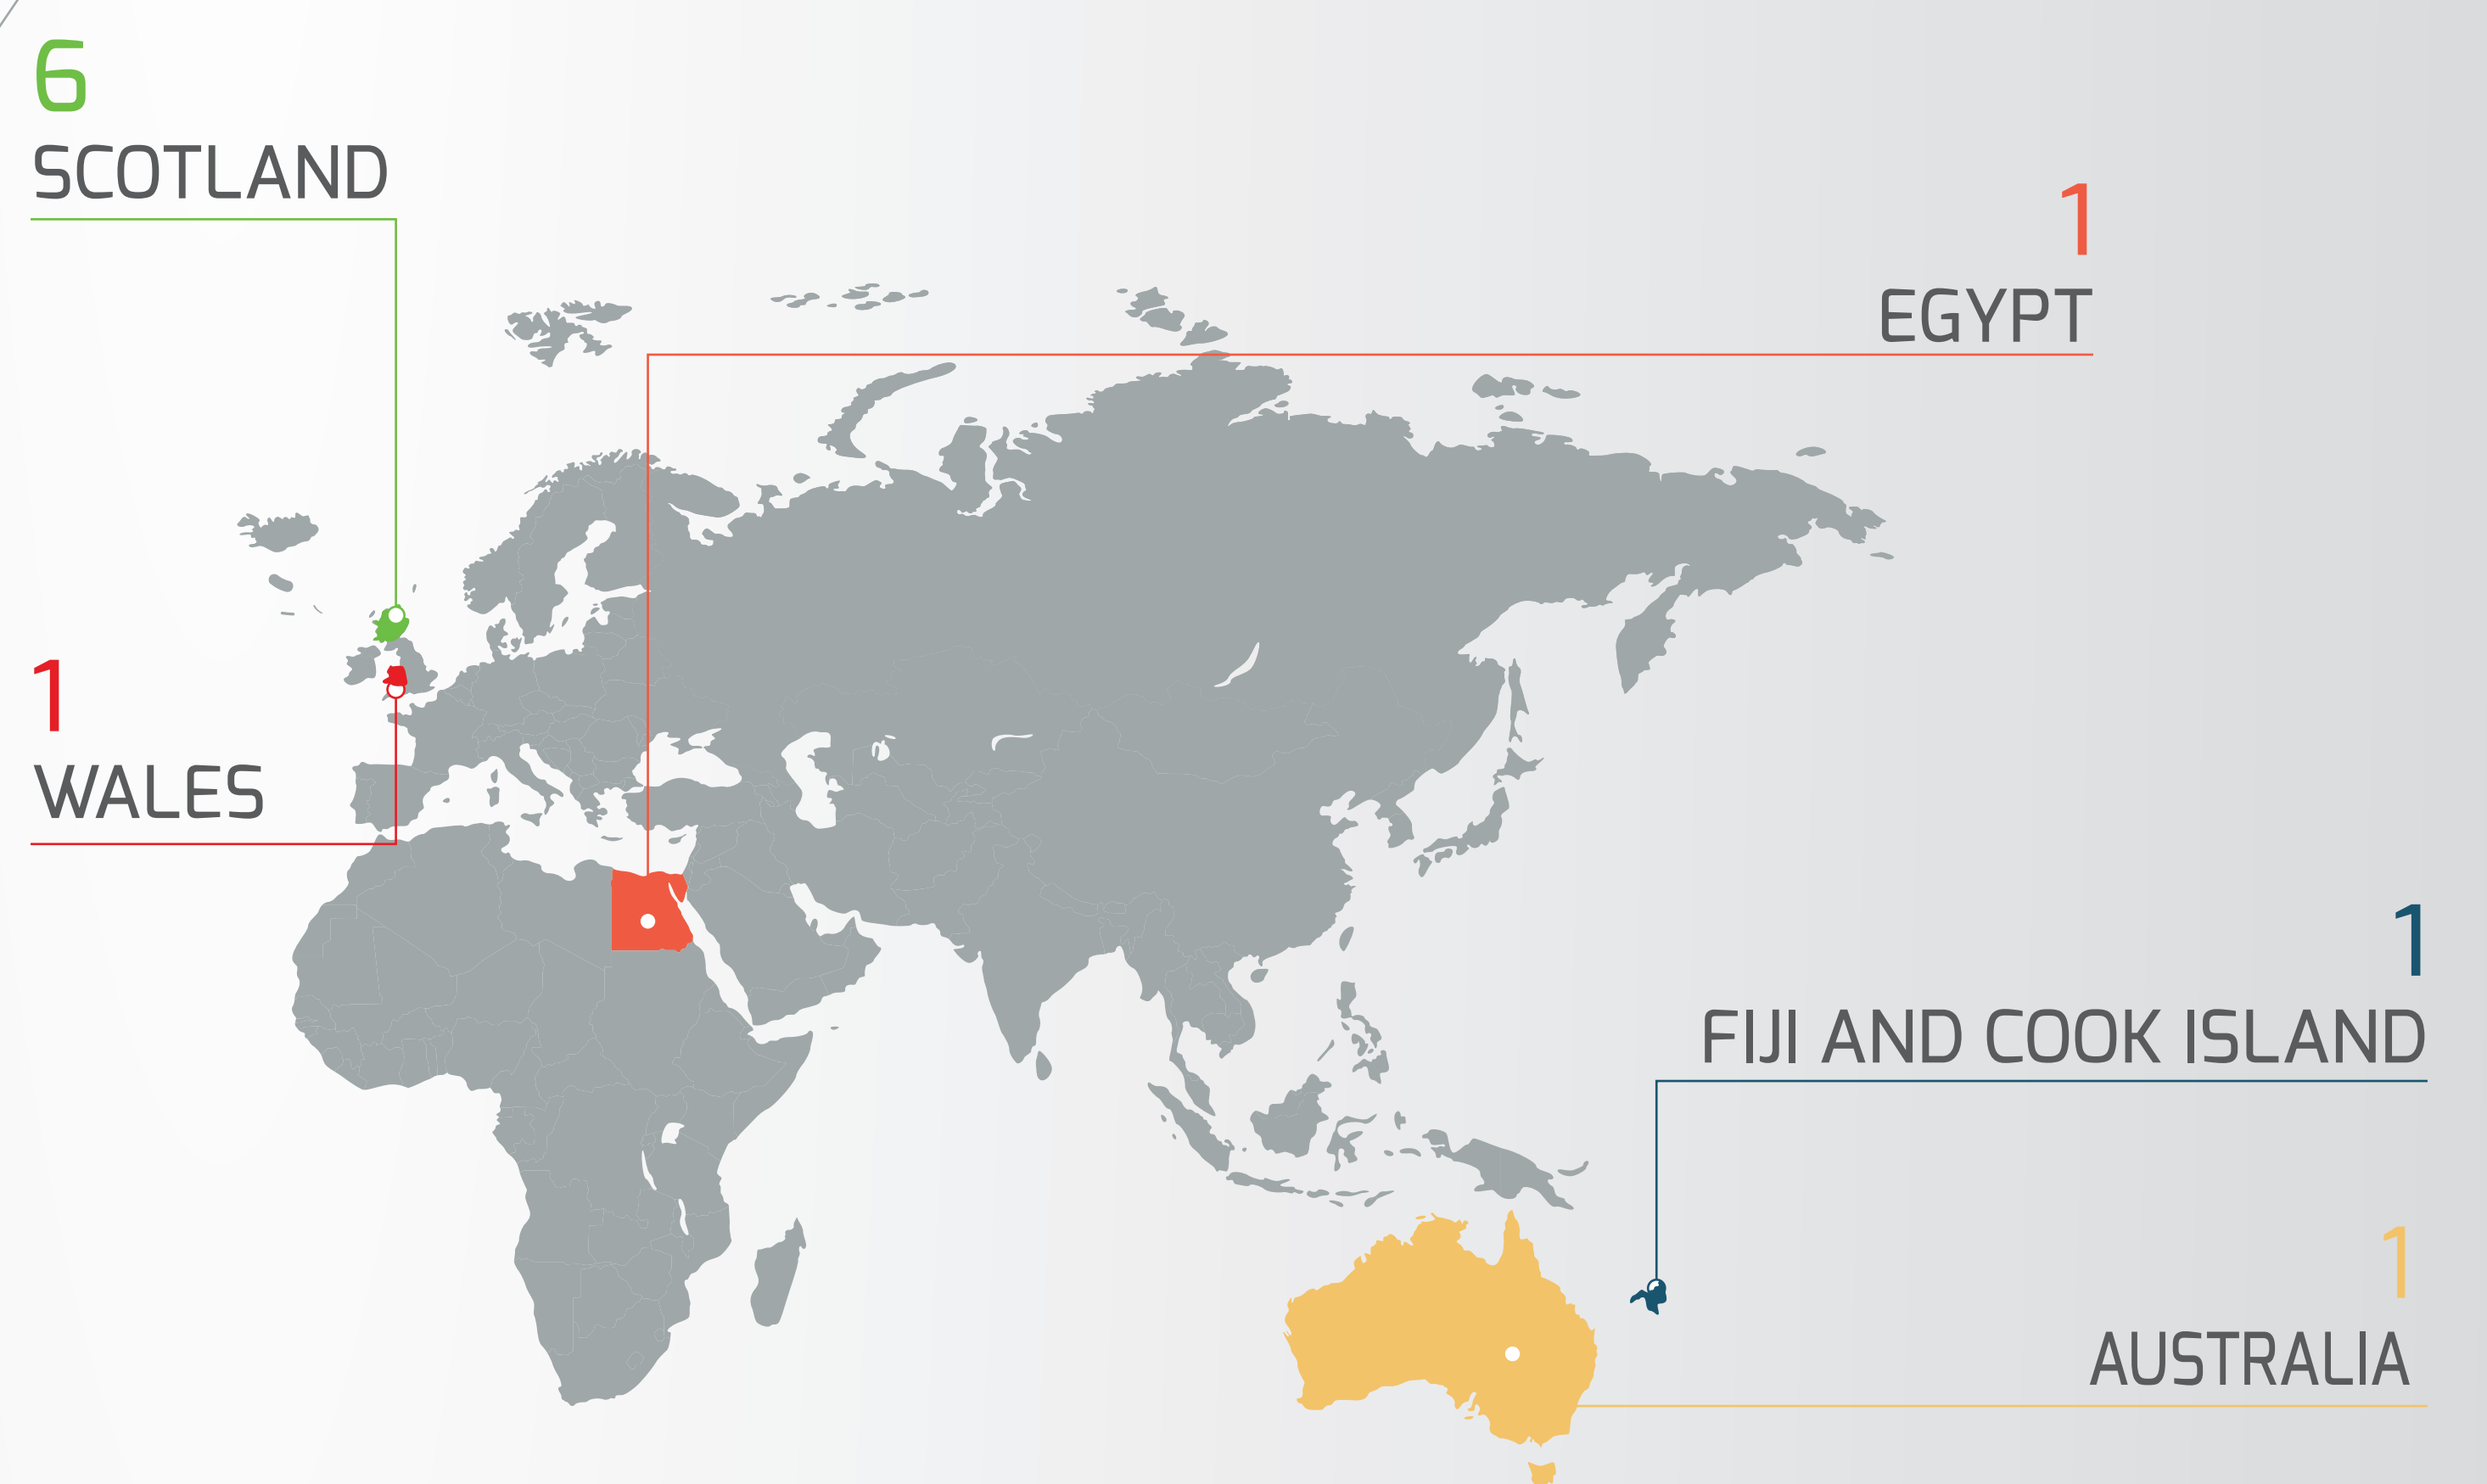 6
SCOTLAND
1
EGYPT
1
WALES
1
FIJI AND COOK ISLAND
1
AUSTRALIA